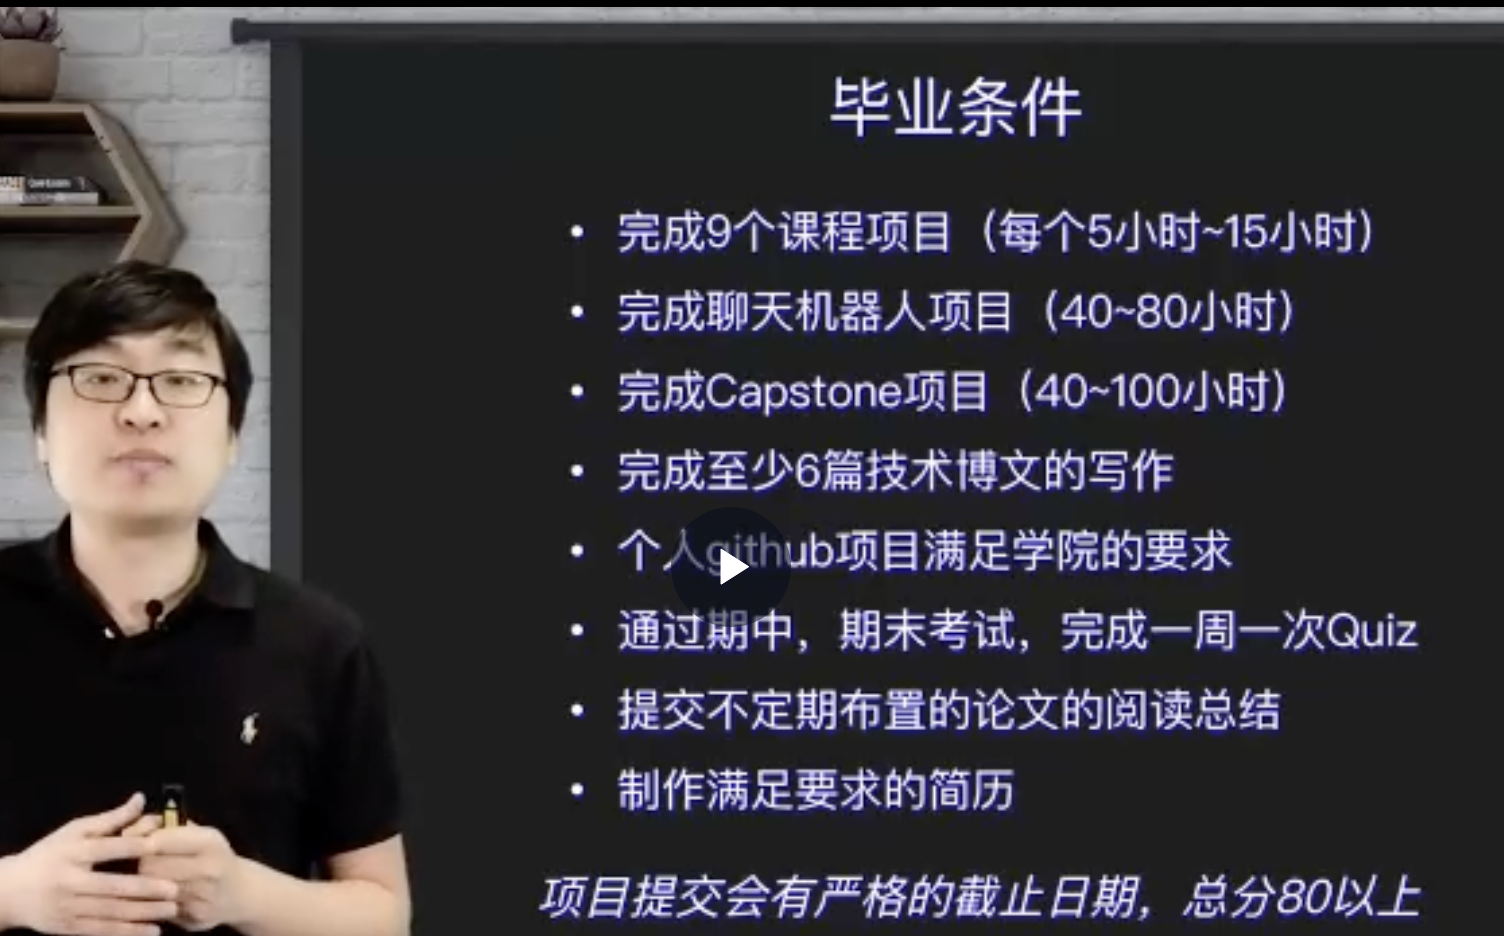 毕业条件
• 完成9个课程项目（每个5小时~15小时）
• 完成聊天机器人项目（40~80小时）
• 完成Capstone项目（40~100小时）
• 完成至少6篇技术博文的写作
• 个人github项目满足学院的要求
• 通过期中，期末考试，完成一周一次Quiz
• 提交不定期布置的论文的阅读总结
• 制作满足要求的简历
项目提交会有严格的截止日期，总分80以上